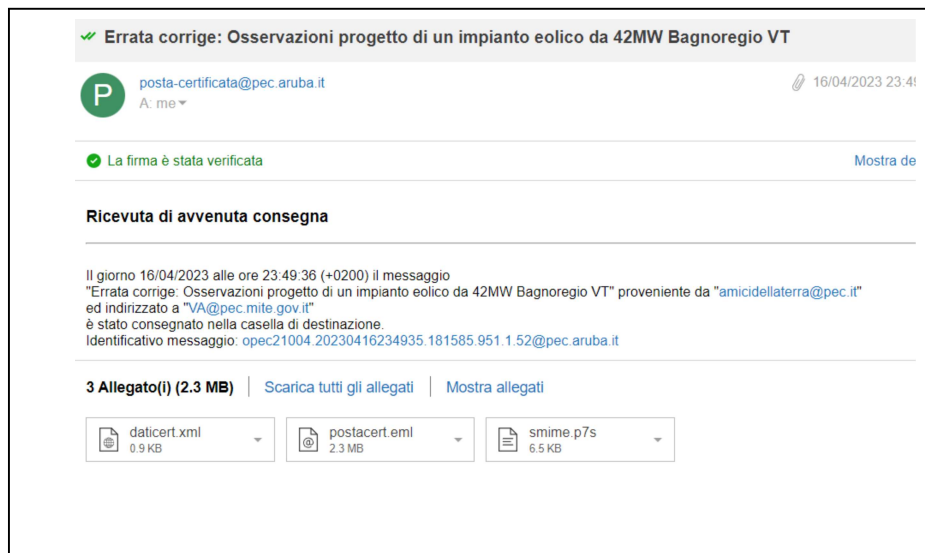 Errata corrige: Osservazioni progetto di un impianto eolico da 42MW Bagnoregio VT
P
posta-certificata@pec.aruba.it
16/04/2023 23:49
A: me
La firma è stata verificata
Mostra de
Ricevuta di avvenuta consegna
Il giorno 16/04/2023 alle ore 23:49:36 (+0200) il messaggio
"Errata corrige: Osservazioni progetto di un impianto eolico da 42MW Bagnoregio VT" proveniente da "amicidellaterra@pec.it"
ed indirizzato a "VA@pec.mite.gov.it"
è stato consegnato nella casella di destinazione.
Identificativo messaggio: opec21004.20230416234935.181585.951.1.52@pec.aruba.it
3 Allegato(i) (2.3 MB) Scarica tutti gli allegati Mostra allegati
daticert.xml
0.9 KB
postacert.eml
2.3 MB
smime.p7s
6.5 KB